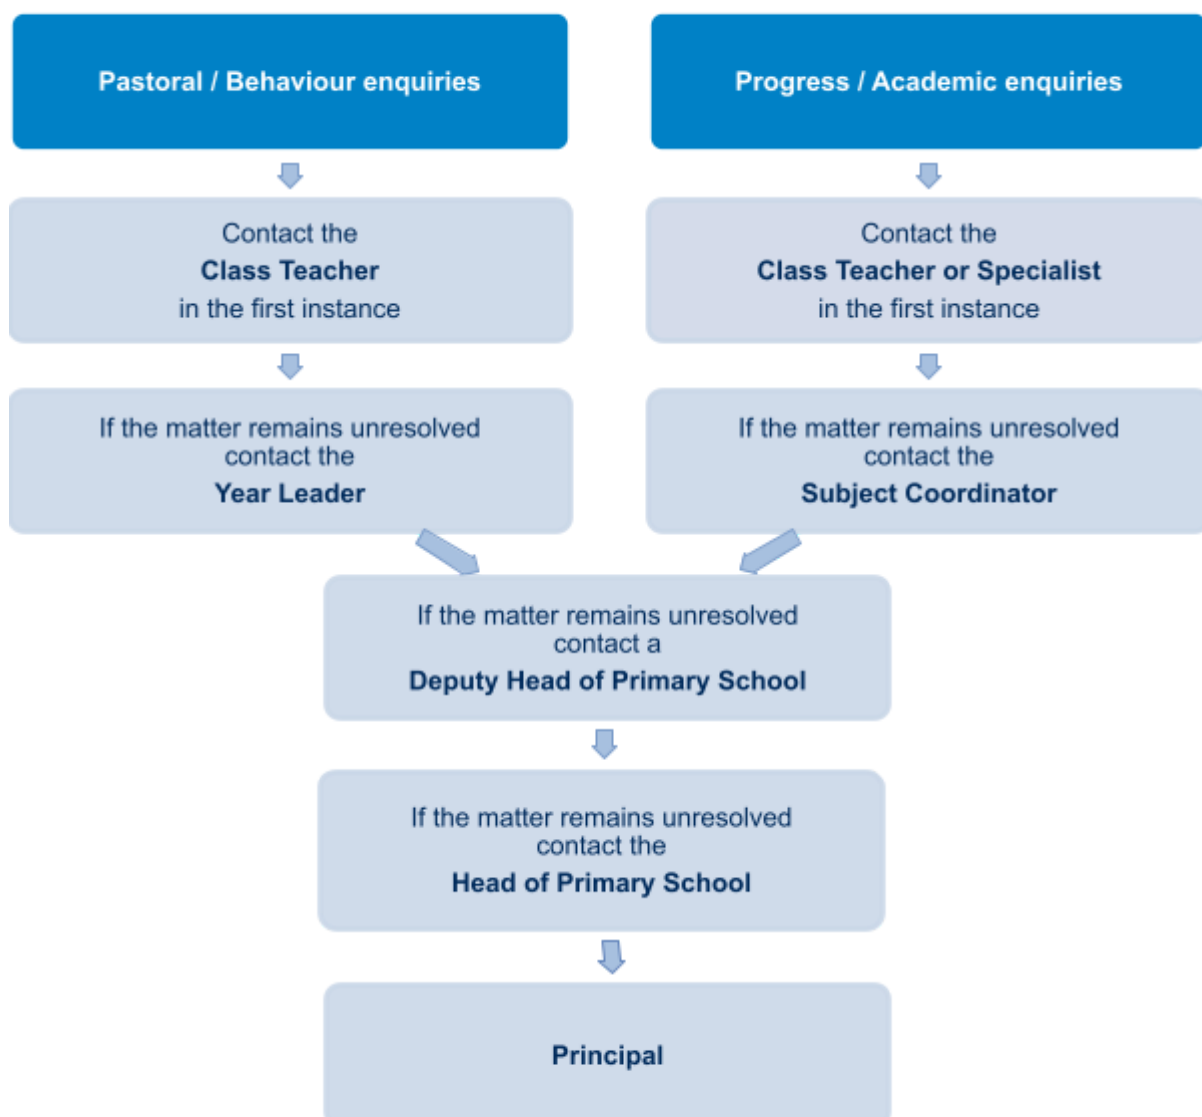 Pastoral / Behaviour enquiries
Progress / Academic enquiries
Contact the
Class Teacher
in the first instance
Contact the
Class Teacher or Specialist
in the first instance
If the matter remains unresolved
contact the
Year Leader
If the matter remains unresolved
contact the
Subject Coordinator
If the matter remains unresolved
contact a
Deputy Head of Primary School
If the matter remains unresolved
contact the
Head of Primary School
Principal